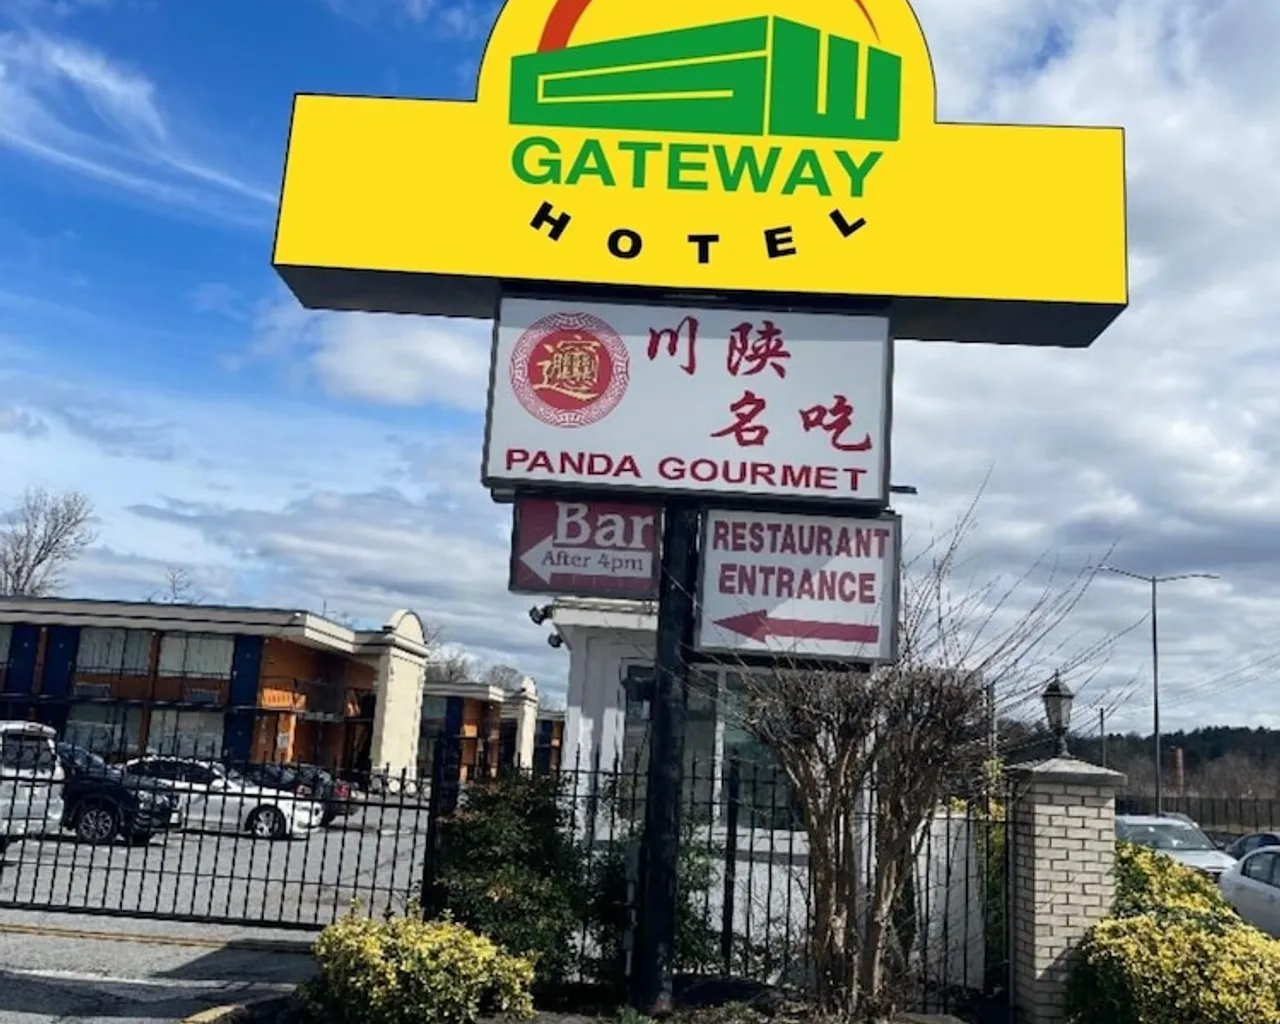 GW
GATEWAY
HOTEL
川陕
名吃
PANDA GOURMET
Bar
After 4pm
RESTAURANT
ENTRANCE